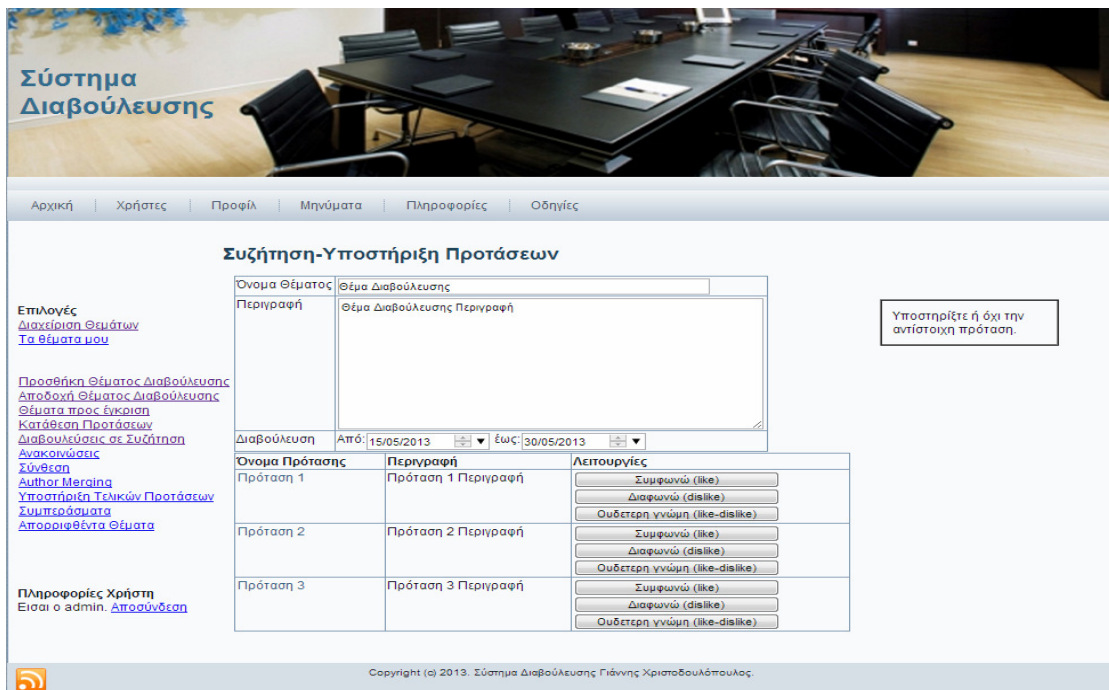 Σύστημα
Διαβούλευσης
Αρχική Χρήστες Προφίλ Μηνύματα Πληροφορίες Οδηγίες
Συζήτηση-Υποστήριξη Προτάσεων
Επιλογές
Διαχείριση Θεμάτων
Τα θέματα μου
Προσθήκη Θέματος Διαβούλευσης
Αποδοχή Θέματος Διαβούλευσης
Θέματα προς έγκριση
Κατάθεση Προτάσεων
Διαβουλεύσεις σε Συζήτηση
Ανακοινώσεις
Σύνθεση
Author Merging
Υποστήριξη Τελικών Προτάσεων
Συμπεράσματα
Απορριφθέντα Θέματα
Πληροφορίες Χρήστη
Εισαι ο admin. Αποσύνδεση
Όνομα Θέματος Θέμα Διαβούλευσης
Περιγραφή Θέμα Διαβούλευσης Περιγραφή
Διαβούλευση Από: 15/05/2013 έως: 30/05/2013
Όνομα Πρότασης Περιγραφή Λειτουργίες
Πρόταση 1 Πρόταση 1 Περιγραφή Συμφωνώ (like)
Διαφωνώ (dislike)
Ουδετερη γνώμη (like-dislike)
Πρόταση 2 Πρόταση 2 Περιγραφή Συμφωνώ (like)
Διαφωνώ (dislike)
Ουδετερη γνώμη (like-dislike)
Πρόταση 3 Πρόταση 3 Περιγραφή Συμφωνώ (like)
Διαφωνώ (dislike)
Ουδετερη γνώμη (like-dislike)
Υποστηρίξτε ή όχι την
αντίστοιχη πρόταση.
Copyright (c) 2013. Σύστημα Διαβούλευσης Γιάννης Χριστοδουλόπουλος.